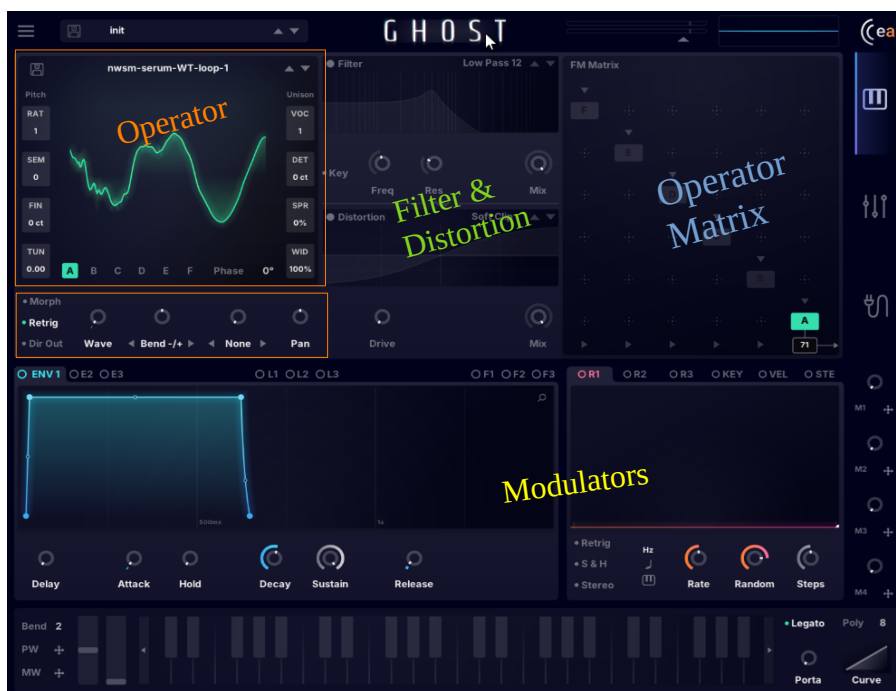 init
GHOST
ea
nwsm-serum-WT-loop-1
Filter
Low Pass 12
FM Matrix
Pitch
Unison
RAT
1
VOC
1
Operator
F
E
SEM
0
DET
0 ct
Key
Freq
Res
Mix
Filter &
Distortion
Operator
Matrix
FIN
0 ct
SPR
0%
Distortion
Soft Clip
TUN
0.00
WID
100%
A B C D E F Phase 0°
Morph
Retrig
Dir Out
Wave
Bend -/+
None
Pan
Drive
Mix
A
71
ENV 1 E2 E3 L1 L2 L3 F1 F2 F3
R1 R2 R3 KEY VEL STE
M1
M2
M3
M4
Modulators
500ms
1s
Retrig
S & H
Stereo
Hz
Delay
Attack
Hold
Decay
Sustain
Release
Rate
Random
Steps
Bend 2
PW
MW
Legato
Poly 8
Porta
Curve